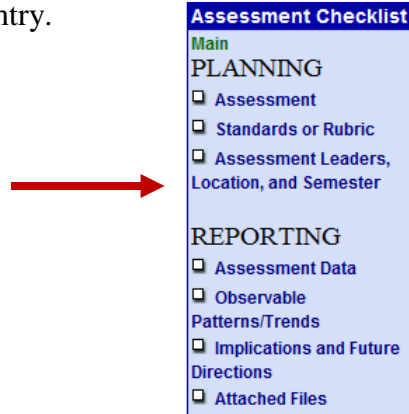 ntry.
Assessment Checklist
Main
PLANNING
Assessment
Standards or Rubric
Assessment Leaders,
Location, and Semester
REPORTING
Assessment Data
Observable
Patterns/Trends
Implications and Future
Directions
Attached Files